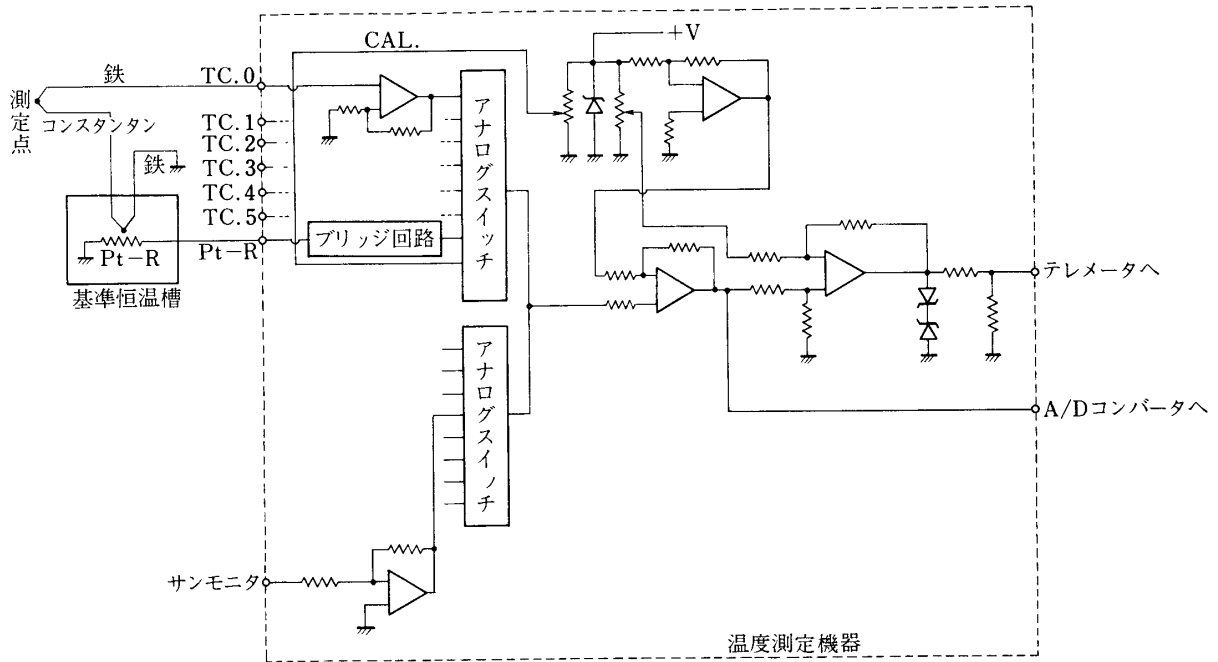 CAL.
+V
鉄
TC.0
測定点
コンスタンタン
TC.1
TC.2
鉄
TC.3
TC.4
TC.5
Pt-R
Pt-R
基準恒温槽
ブリッジ回路
アナログスイッチ
アナログスイッチ
テレメータへ
A/Dコンバータへ
サンモニタ
温度測定機器